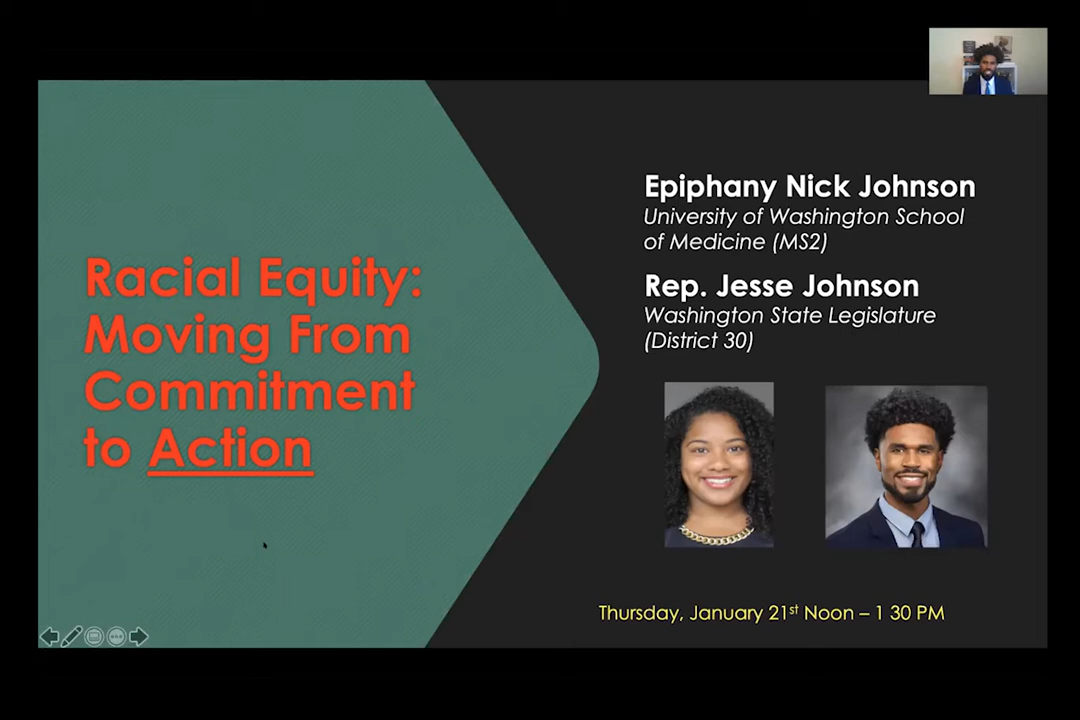 Racial Equity:
Moving From
Commitment
to Action
Epiphany Nick Johnson
University of Washington School
of Medicine (MS2)
Rep. Jesse Johnson
Washington State Legislature
(District 30)
Thursday, January 21st Noon – 1 30 PM